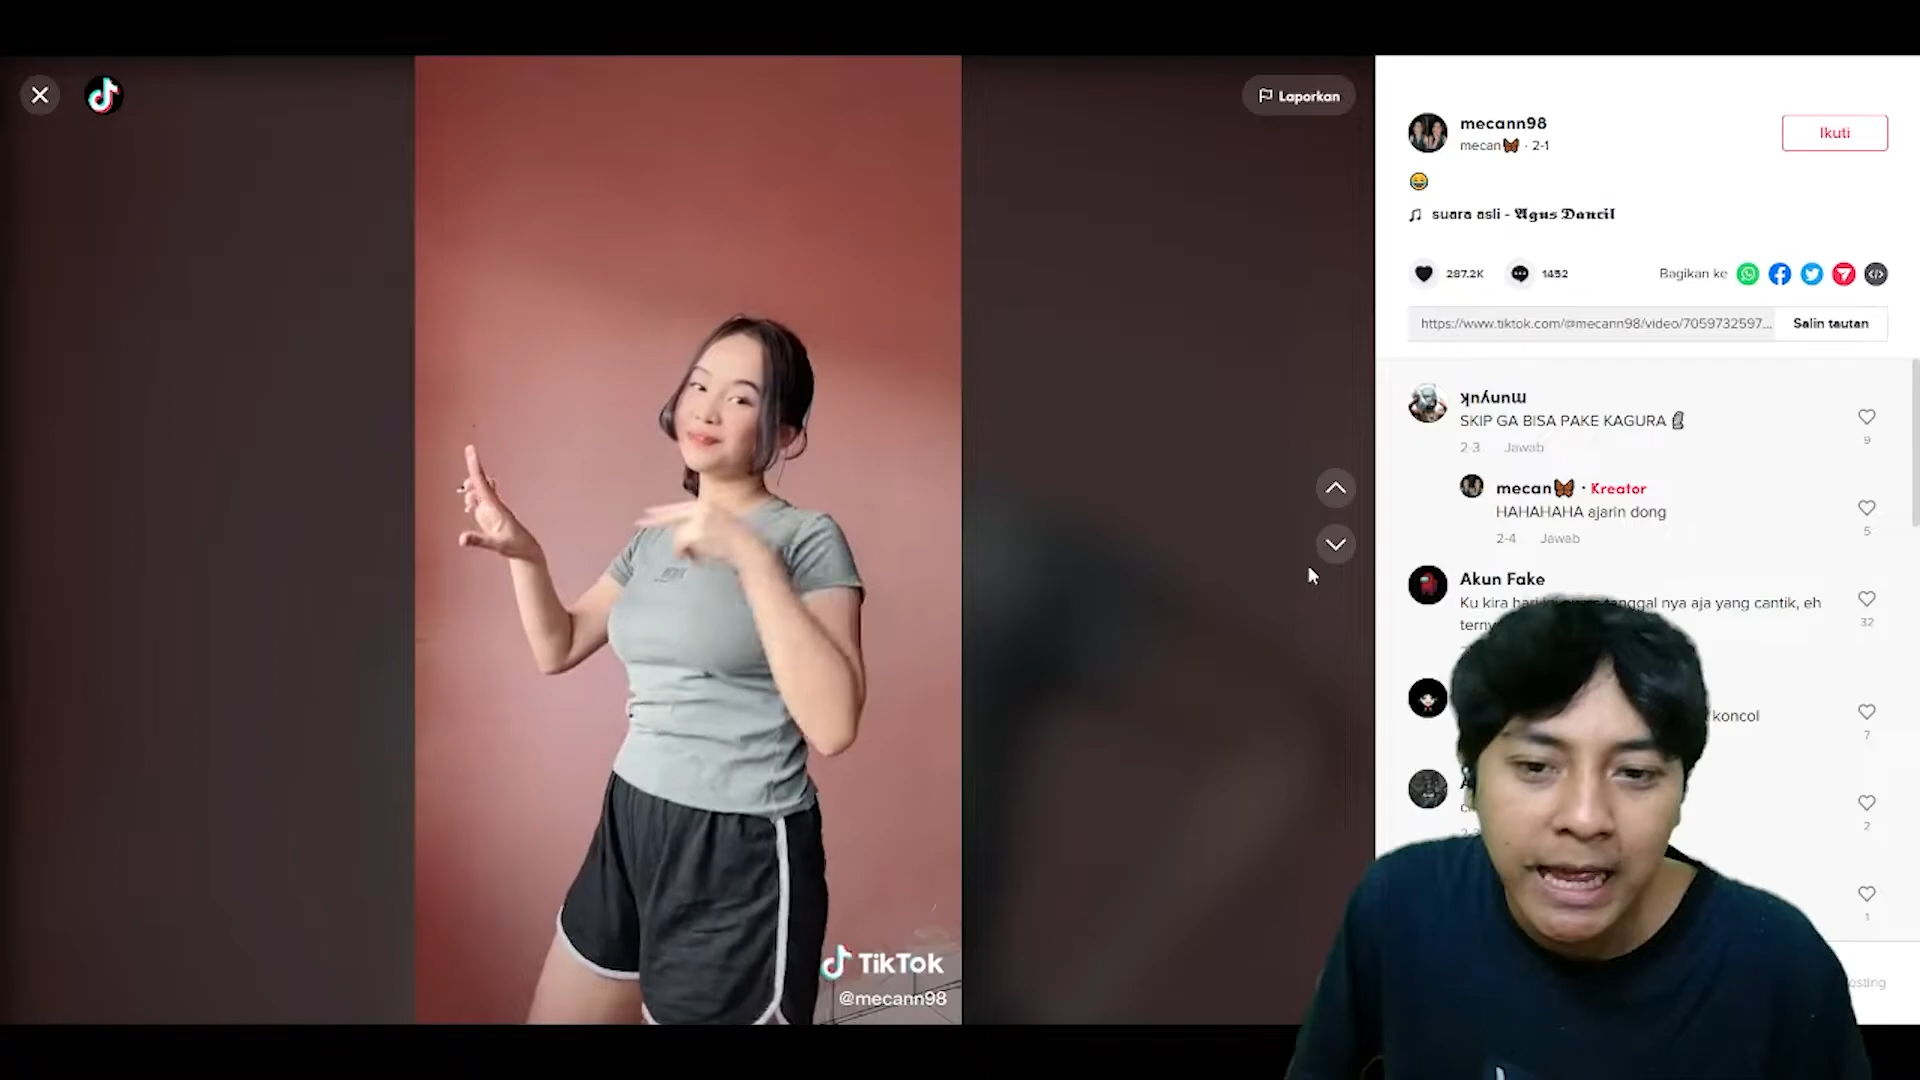 Laporkan
mecann98
mecan🦋 · 2-1
Ikuti
😂
suara asli - 𝕬𝖌𝖚𝖘 𝕯𝖆𝖓𝖈𝖎𝖑
287.2K
1452
Bagikan ke
https://www.tiktok.com/@mecann98/video/7059732597...
Salin tautan
ʞnʎunɯ
SKIP GA BISA PAKE KAGURA
9
2-3 Jawab
mecan🦋 · Kreator
HAHAHAHA ajarin dong
5
2-4 Jawab
Akun Fake
Ku kira hari tanggal nya aja yang cantik, eh
32
koncol
7
2
1
TikTok
@mecann98